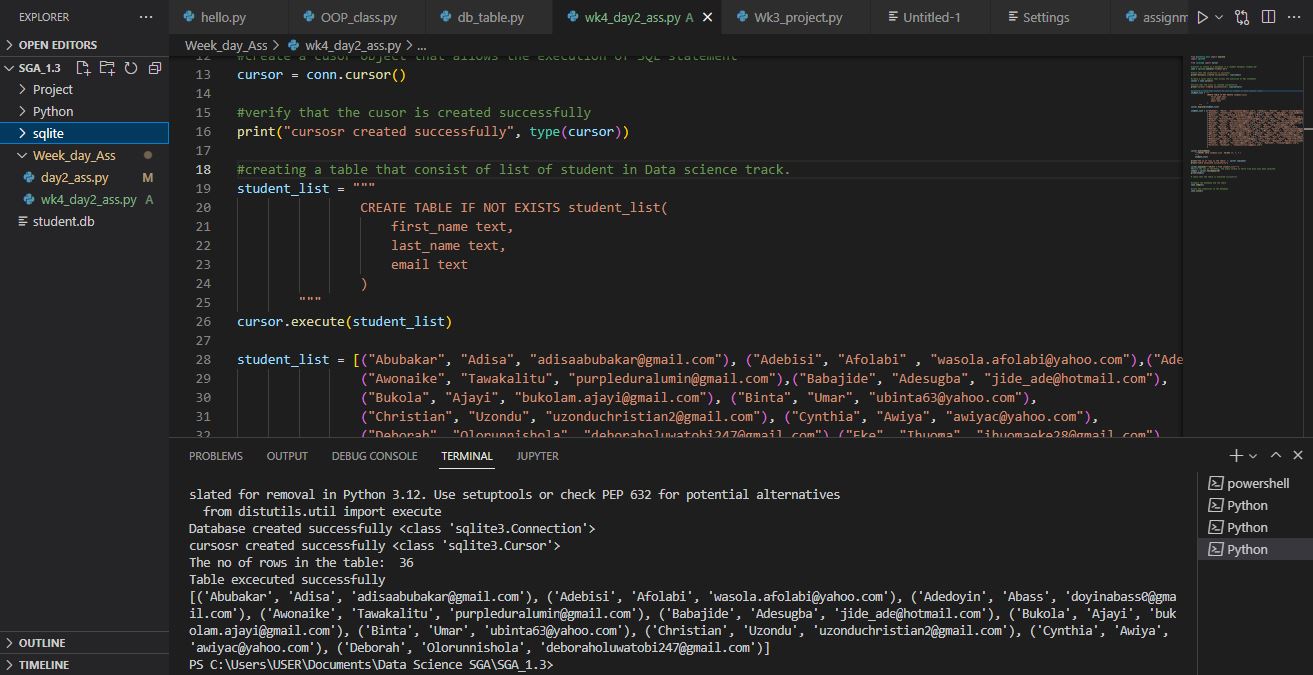 EXPLORER
hello.py
OOP_class.py
db_table.py
wk4_day2_ass.py A
Wk3_project.py
Untitled-1
Settings
assignm
OPEN EDITORS
SGA_1.3
Project
Python
sqlite
Week_day_Ass
day2_ass.py M
wk4_day2_ass.py A
student.db
OUTLINE
TIMELINE
Week_day_Ass > wk4_day2_ass.py > ...
12 #create a cusor object that allows the execution of SQL statement
13 cursor = conn.cursor()
14
15 #verify that the cusor is created successfully
16 print("cursosr created successfully", type(cursor))
17
18 #creating a table that consist of list of student in Data science track.
19 student_list = """
20 CREATE TABLE IF NOT EXISTS student_list(
21 first_name text,
22 last_name text,
23 email text
24 )
25 """
26 cursor.execute(student_list)
27
28 student_list = [("Abubakar", "Adisa", "adisaabubakar@gmail.com"), ("Adebisi", "Afolabi" , "wasola.afolabi@yahoo.com"),("Ade
29 ("Awonaike", "Tawakalitu", "purpleduralumin@gmail.com"),("Babajide", "Adesugba", "jide_ade@hotmail.com"),
30 ("Bukola", "Ajayi", "bukolam.ajayi@gmail.com"), ("Binta", "Umar", "ubinta63@yahoo.com"),
31 ("Christian", "Uzondu", "uzonduchristian2@gmail.com"), ("Cynthia", "Awiya", "awiyac@yahoo.com"),
32 ("Deborah", "Olorunnishola", "deboraholuwatobi247@gmail.com"),("Eke", "Ihuoma", "ihuomaeke28@gmail.com")
PROBLEMS OUTPUT DEBUG CONSOLE TERMINAL JUPYTER
slated for removal in Python 3.12. Use setuptools or check PEP 632 for potential alternatives
from distutils.util import execute
Database created successfully <class 'sqlite3.Connection'>
cursosr created successfully <class 'sqlite3.Cursor'>
The no of rows in the table:  36
Table excecuted successfully
[('Abubakar', 'Adisa', 'adisaabubakar@gmail.com'), ('Adebisi', 'Afolabi', 'wasola.afolabi@yahoo.com'), ('Adedoyin', 'Abass', 'doyinabass0@gma
il.com'), ('Awonaike', 'Tawakalitu', 'purpleduralumin@gmail.com'), ('Babajide', 'Adesugba', 'jide_ade@hotmail.com'), ('Bukola', 'Ajayi', 'buk
olam.ajayi@gmail.com'), ('Binta', 'Umar', 'ubinta63@yahoo.com'), ('Christian', 'Uzondu', 'uzonduchristian2@gmail.com'), ('Cynthia', 'Awiya',
'awiyac@yahoo.com'), ('Deborah', 'Olorunnishola', 'deboraholuwatobi247@gmail.com')]
PS C:\Users\USER\Documents\Data Science SGA\SGA_1.3>
powershell
Python
Python
Python